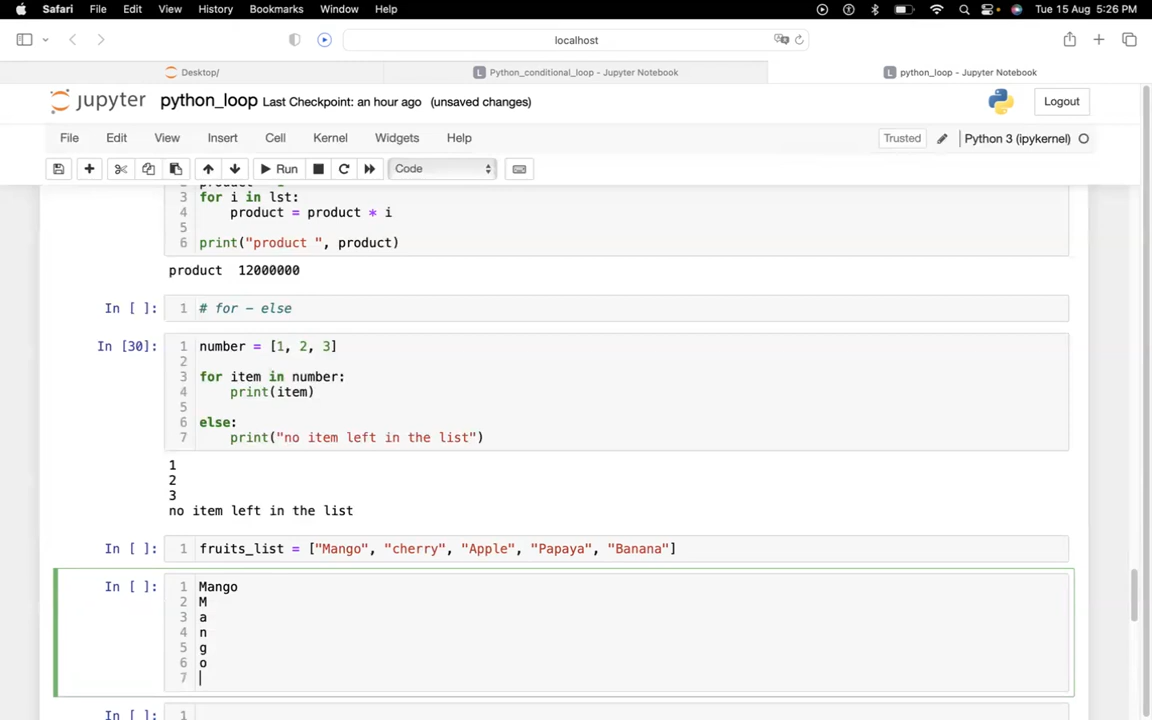 Safari File Edit View History Bookmarks Window Help Tue 15 Aug 5:26 PM
localhost
Desktop/ Python_conditional_loop - Jupyter Notebook python_loop - Jupyter Notebook
jupyter python_loop Last Checkpoint: an hour ago (unsaved changes) Logout
File Edit View Insert Cell Kernel Widgets Help Trusted Python 3 (ipykernel)
Run Code
3 for i in lst:
4 product = product * i
5
6 print("product ", product)
product 12000000
In [ ]: 1 # for - else
In [30]: 1 number = [1, 2, 3]
2
3 for item in number:
4 print(item)
5
6 else:
7 print("no item left in the list")
1
2
3
no item left in the list
In [ ]: 1 fruits_list = ["Mango", "cherry", "Apple", "Papaya", "Banana"]
In [ ]: 1 Mango
2 M
3 a
4 n
5 g
6 o
7
In [ ]: 1